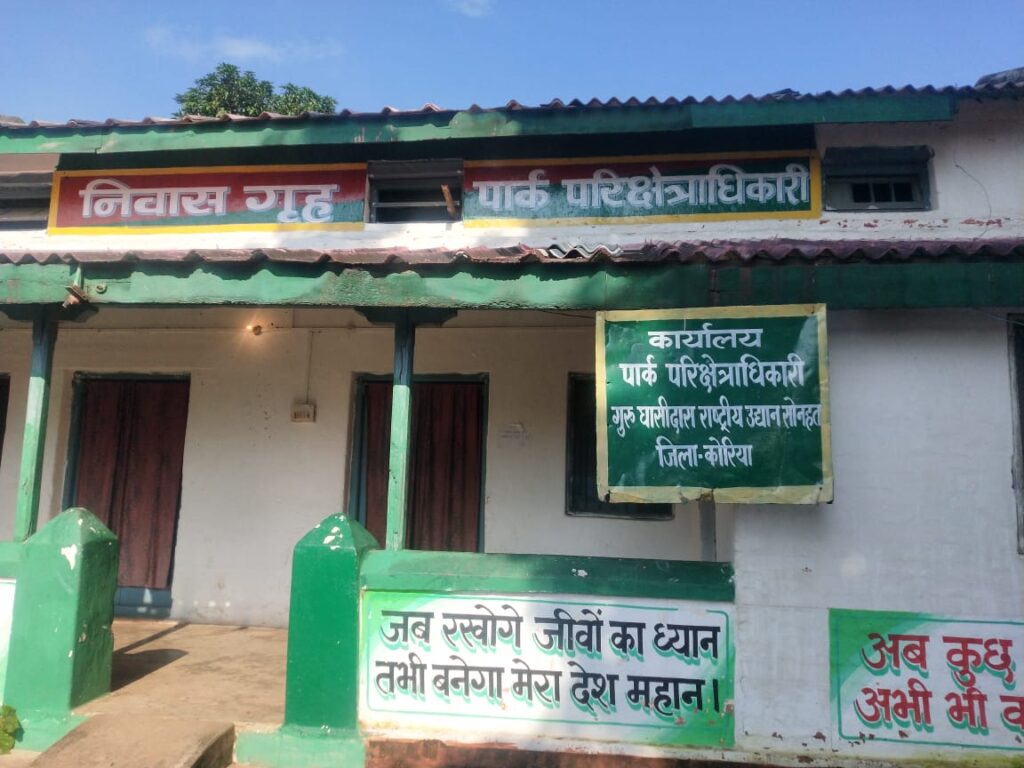 निवास गृह
पार्क परिक्षेत्राधिकारी
कार्यालय
पार्क परिक्षेत्राधिकारी
गुरु घासीदास राष्ट्रीय उद्यान सोनहत
जिला-कोरिया
जब रखोगे जीवों का ध्यान
तभी बनेगा मेरा देश महान।
अब कुछ
अभी भी